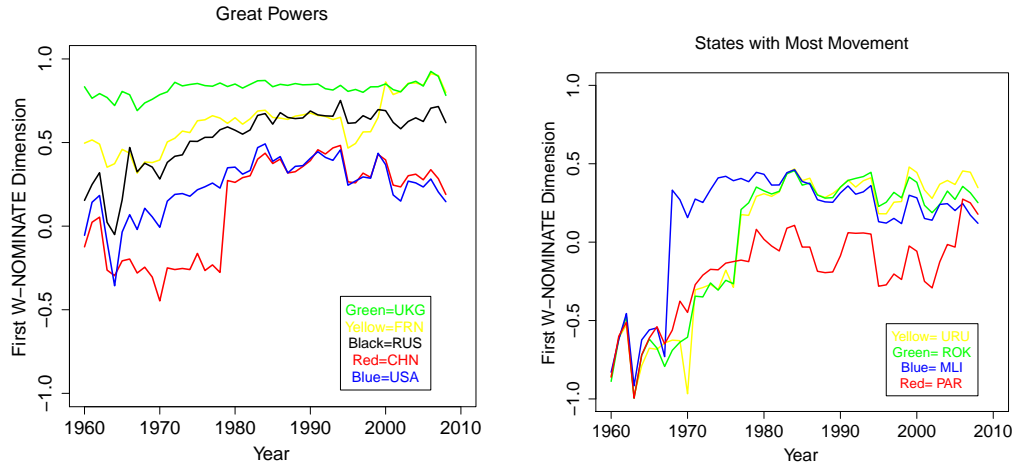 Great Powers
First W−NOMINATE Dimension
1.0
0.5
0.0
−0.5
−1.0
Green=UKG
Yellow=FRN
Black=RUS
Red=CHN
Blue=USA
1960 1970 1980 1990 2000 2010
Year
States with Most Movement
First W−NOMINATE Dimension
1.0
0.5
0.0
−0.5
−1.0
Yellow= URU
Green= ROK
Blue= MLI
Red= PAR
1960 1970 1980 1990 2000 2010
Year